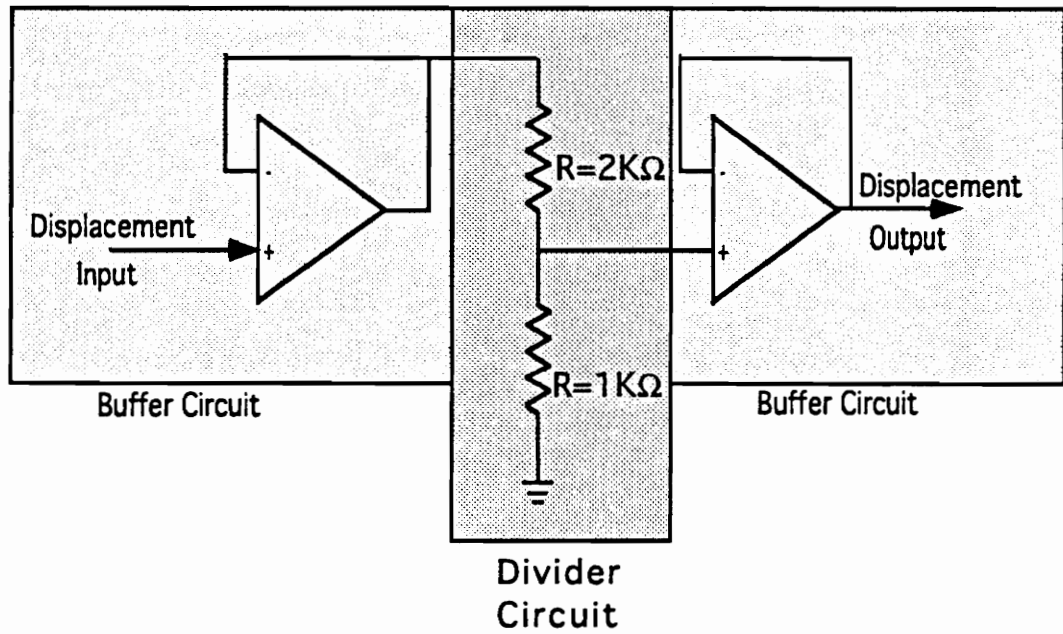 Displacement
Input
-
+
Buffer Circuit
R=2KΩ
R=1KΩ
Divider
Circuit
-
+
Displacement
Output
Buffer Circuit